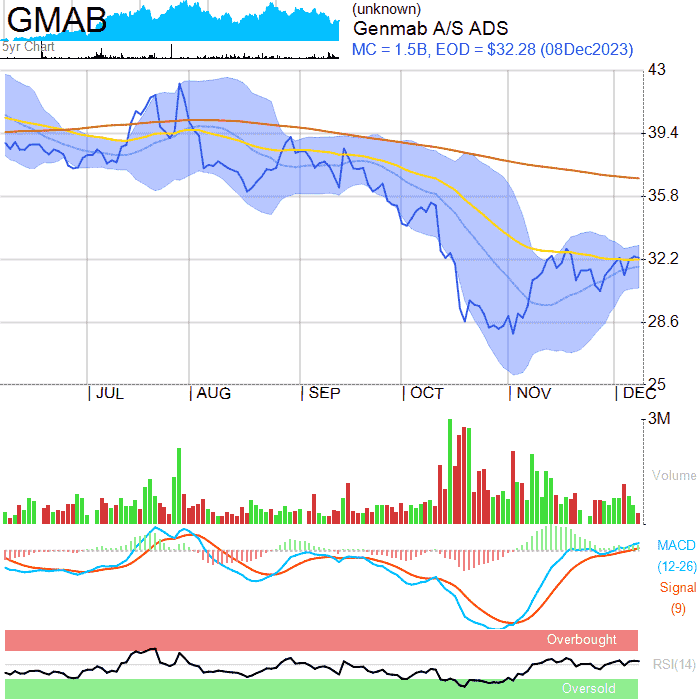 GMAB
(unknown)
Genmab A/S ADS
MC = 1.5B, EOD = $32.28 (08Dec2023)
5yr Chart
43
39.4
35.8
32.2
28.6
25
JUL AUG SEP OCT NOV DEC
3M
Volume
MACD
(12-26)
Signal
(9)
Overbought
RSI(14)
Oversold